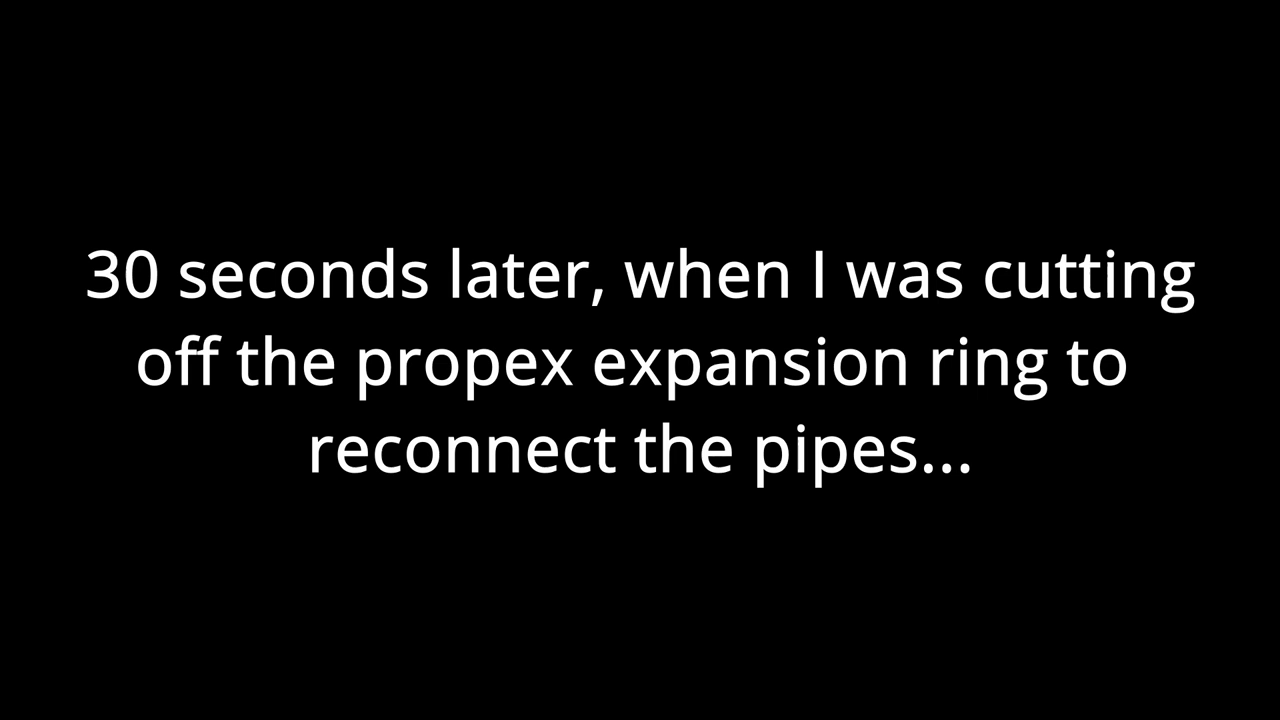 30 seconds later, when I was cutting
off the propex expansion ring to
reconnect the pipes...